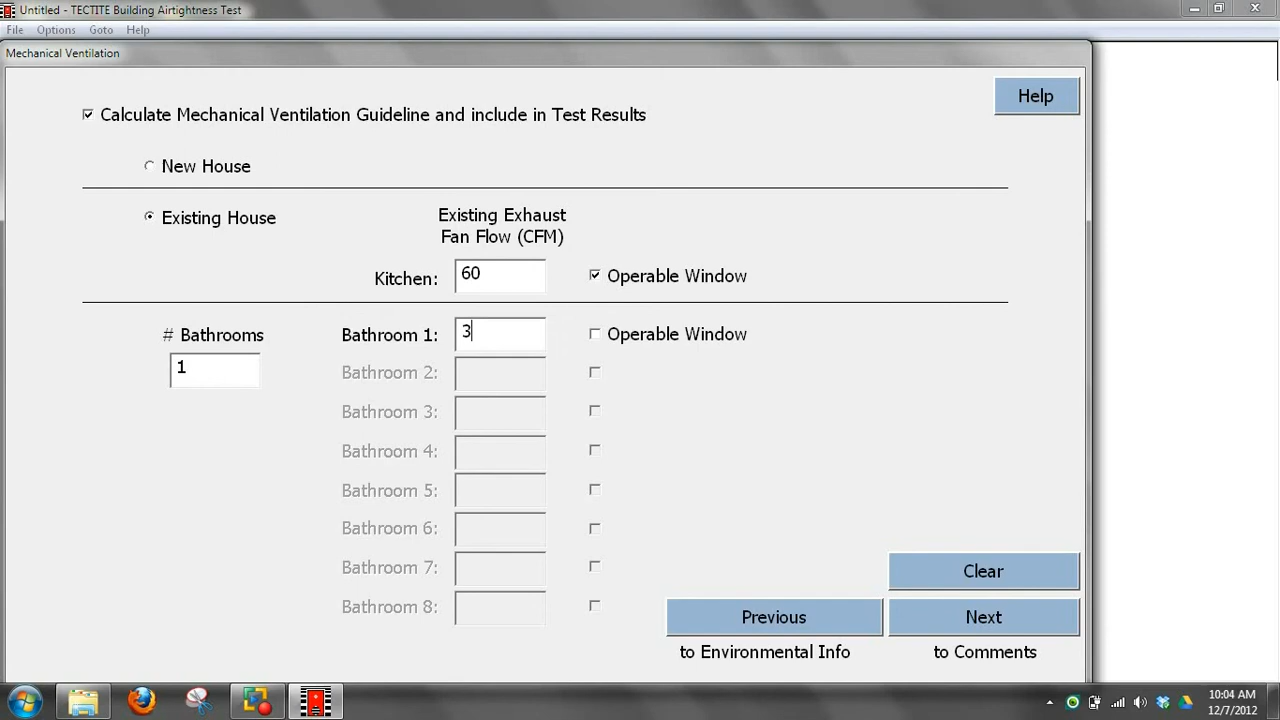 Untitled - TECTITE Building Airtightness Test
File Options Goto Help
Mechanical Ventilation
Help
Calculate Mechanical Ventilation Guideline and include in Test Results
New House
Existing House
Existing Exhaust
Fan Flow (CFM)
Kitchen: 60 Operable Window
# Bathrooms
1
Bathroom 1: 3 Operable Window
Bathroom 2:
Bathroom 3:
Bathroom 4:
Bathroom 5:
Bathroom 6:
Bathroom 7:
Bathroom 8:
Clear
Previous
to Environmental Info
Next
to Comments
10:04 AM
12/7/2012